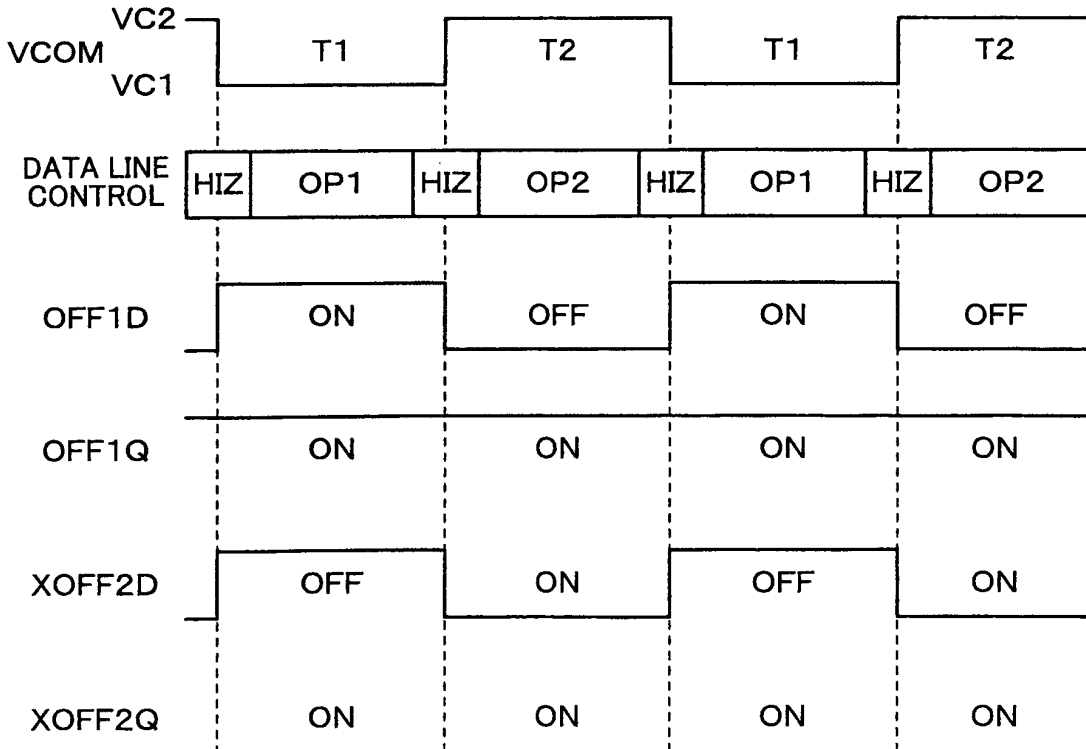 VC2
VCOM T1 T2 T1 T2
VC1
DATA LINE CONTROL HIZ OP1 HIZ OP2 HIZ OP1 HIZ OP2
OFF1D ON OFF ON OFF
OFF1Q ON ON ON ON
XOFF2D OFF ON OFF ON
XOFF2Q ON ON ON ON